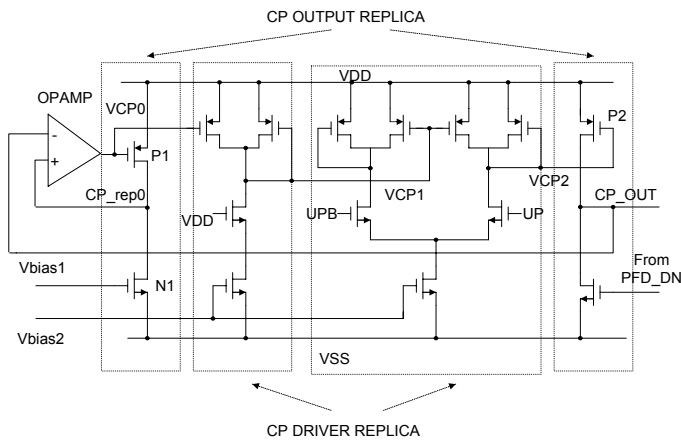 CP OUTPUT REPLICA
VDD
OPAMP
VCP0
P2
-
+
P1
CP_rep0
VCP1
VCP2
CP_OUT
VDD
UPB
UP
From
PFD_DN
Vbias1
N1
Vbias2
VSS
CP DRIVER REPLICA